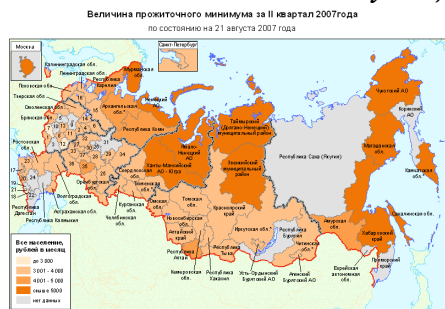 Величина прожиточного минимума за II квартал 2007года
по состоянию на 21 августа 2007 года
Москва
Санкт-Петербург
Калининградская обл.
Ленинградская обл.
Мурманская обл.
Республика Карелия
Псковская обл.
Тверская обл.
Смоленская обл.
Брянская обл.
Архангельская обл.
Ненецкий АО
Республика Коми
Ростовская обл.
Ямало-Ненецкий АО
Ханты-Мансийский АО - Югра
Таймырский (Долгано-Ненецкий) муниципальный район
Эвенкийский муниципальный район
Республика Саха (Якутия)
Чукотский АО
Корякский АО
Камчатская обл.
Магаданская обл.
Сахалинская обл.
Хабаровский край
Приморский край
Амурская обл.
Еврейская автономная обл.
Читинская обл.
Агинский Бурятский АО
Республика Бурятия
Усть-Ордынский Бурятский АО
Иркутская обл.
Красноярский край
Республика Тыва
Республика Хакасия
Кемеровская обл.
Республика Алтай
Алтайский край
Новосибирская обл.
Томская обл.
Омская обл.
Тюменская обл.
Свердловская обл.
Курганская обл.
Челябинская обл.
Оренбургская обл.
Волгоградская обл.
Астраханская обл.
Республика Калмыкия
Республика Дагестан
Все население,
рублей в месяц
до 3 000
3 001 - 4 000
4 001 - 5 000
свыше 5000
нет данных